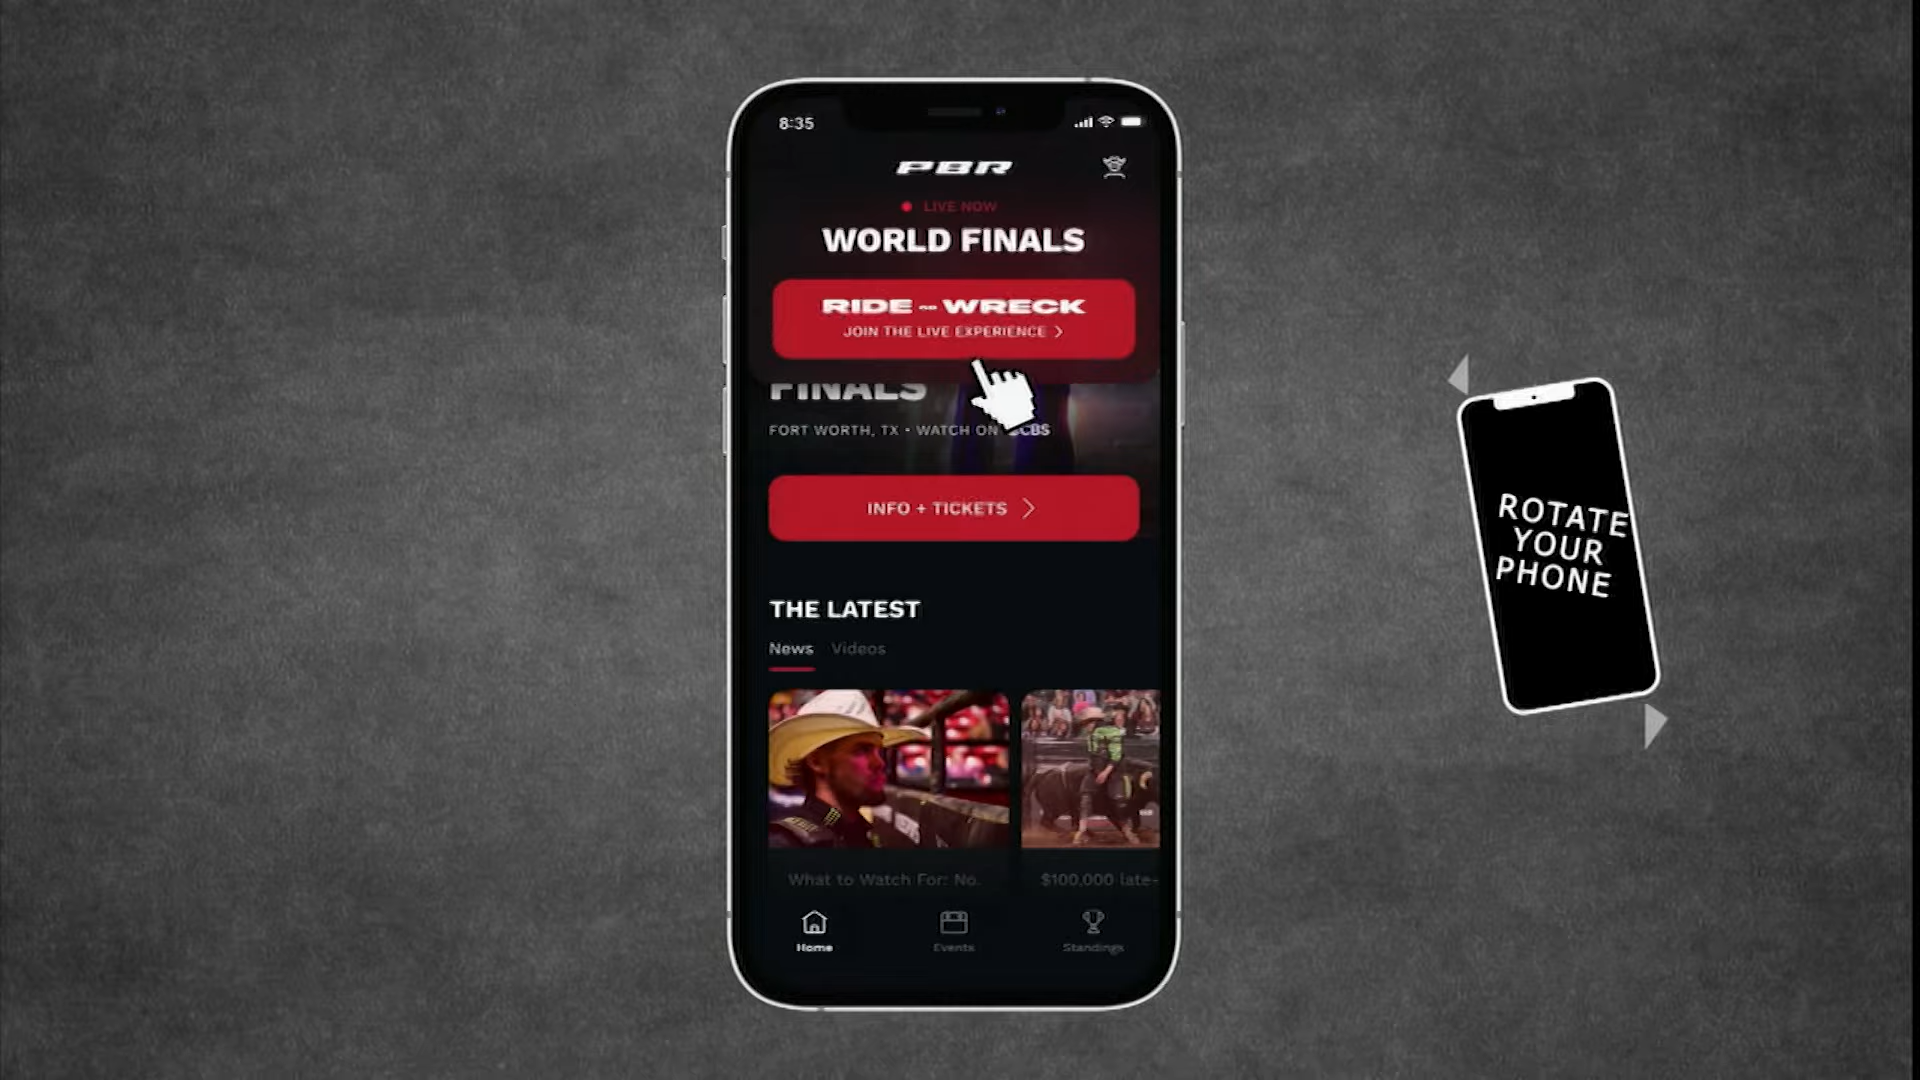 8:35
PBR
LIVE NOW
WORLD FINALS
RIDE OR WRECK
JOIN THE LIVE EXPERIENCE >
FINALS
FORT WORTH, TX • WATCH ON CBS
INFO + TICKETS >
THE LATEST
News Videos
What to Watch For: No.
$100,000 late-
Home Events Standings
ROTATE
YOUR
PHONE